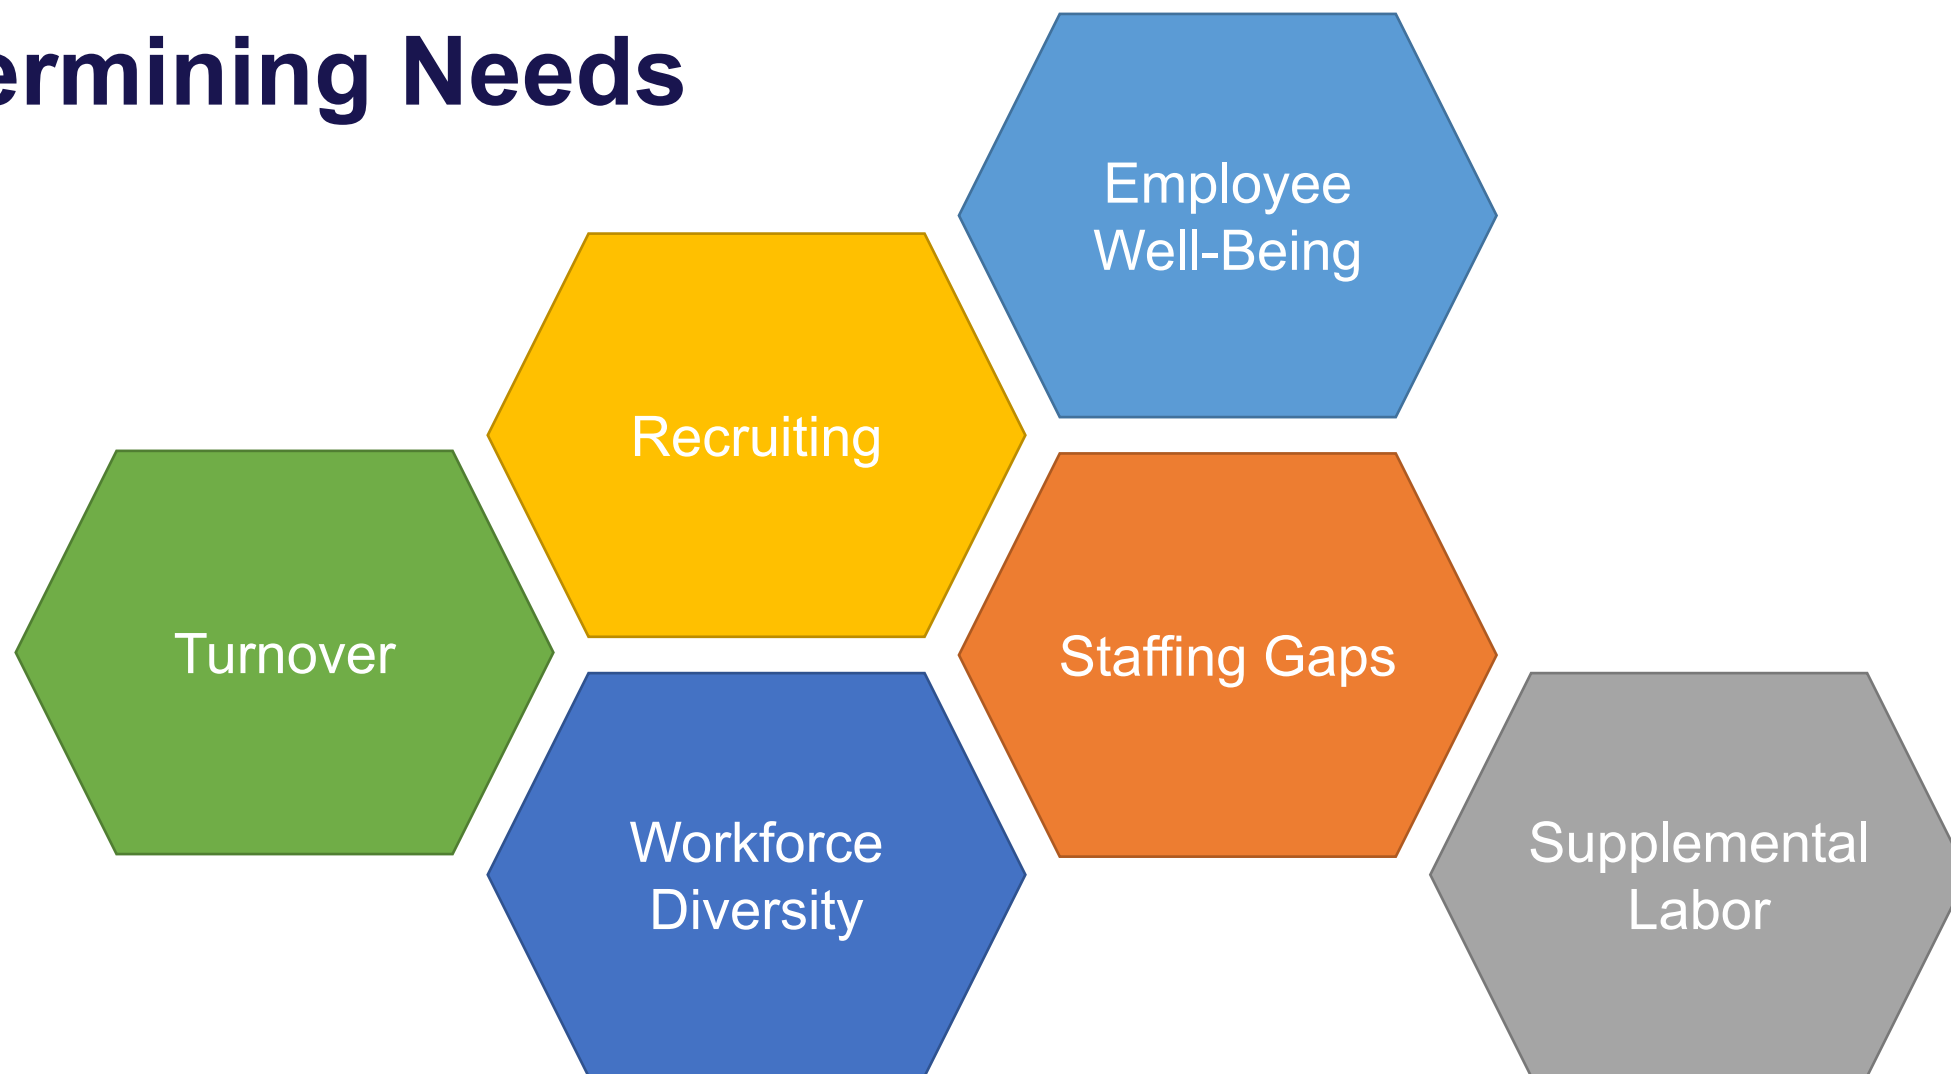 ermining Needs
Employee
Well-Being
Recruiting
Turnover
Staffing Gaps
Workforce
Diversity
Supplemental
Labor